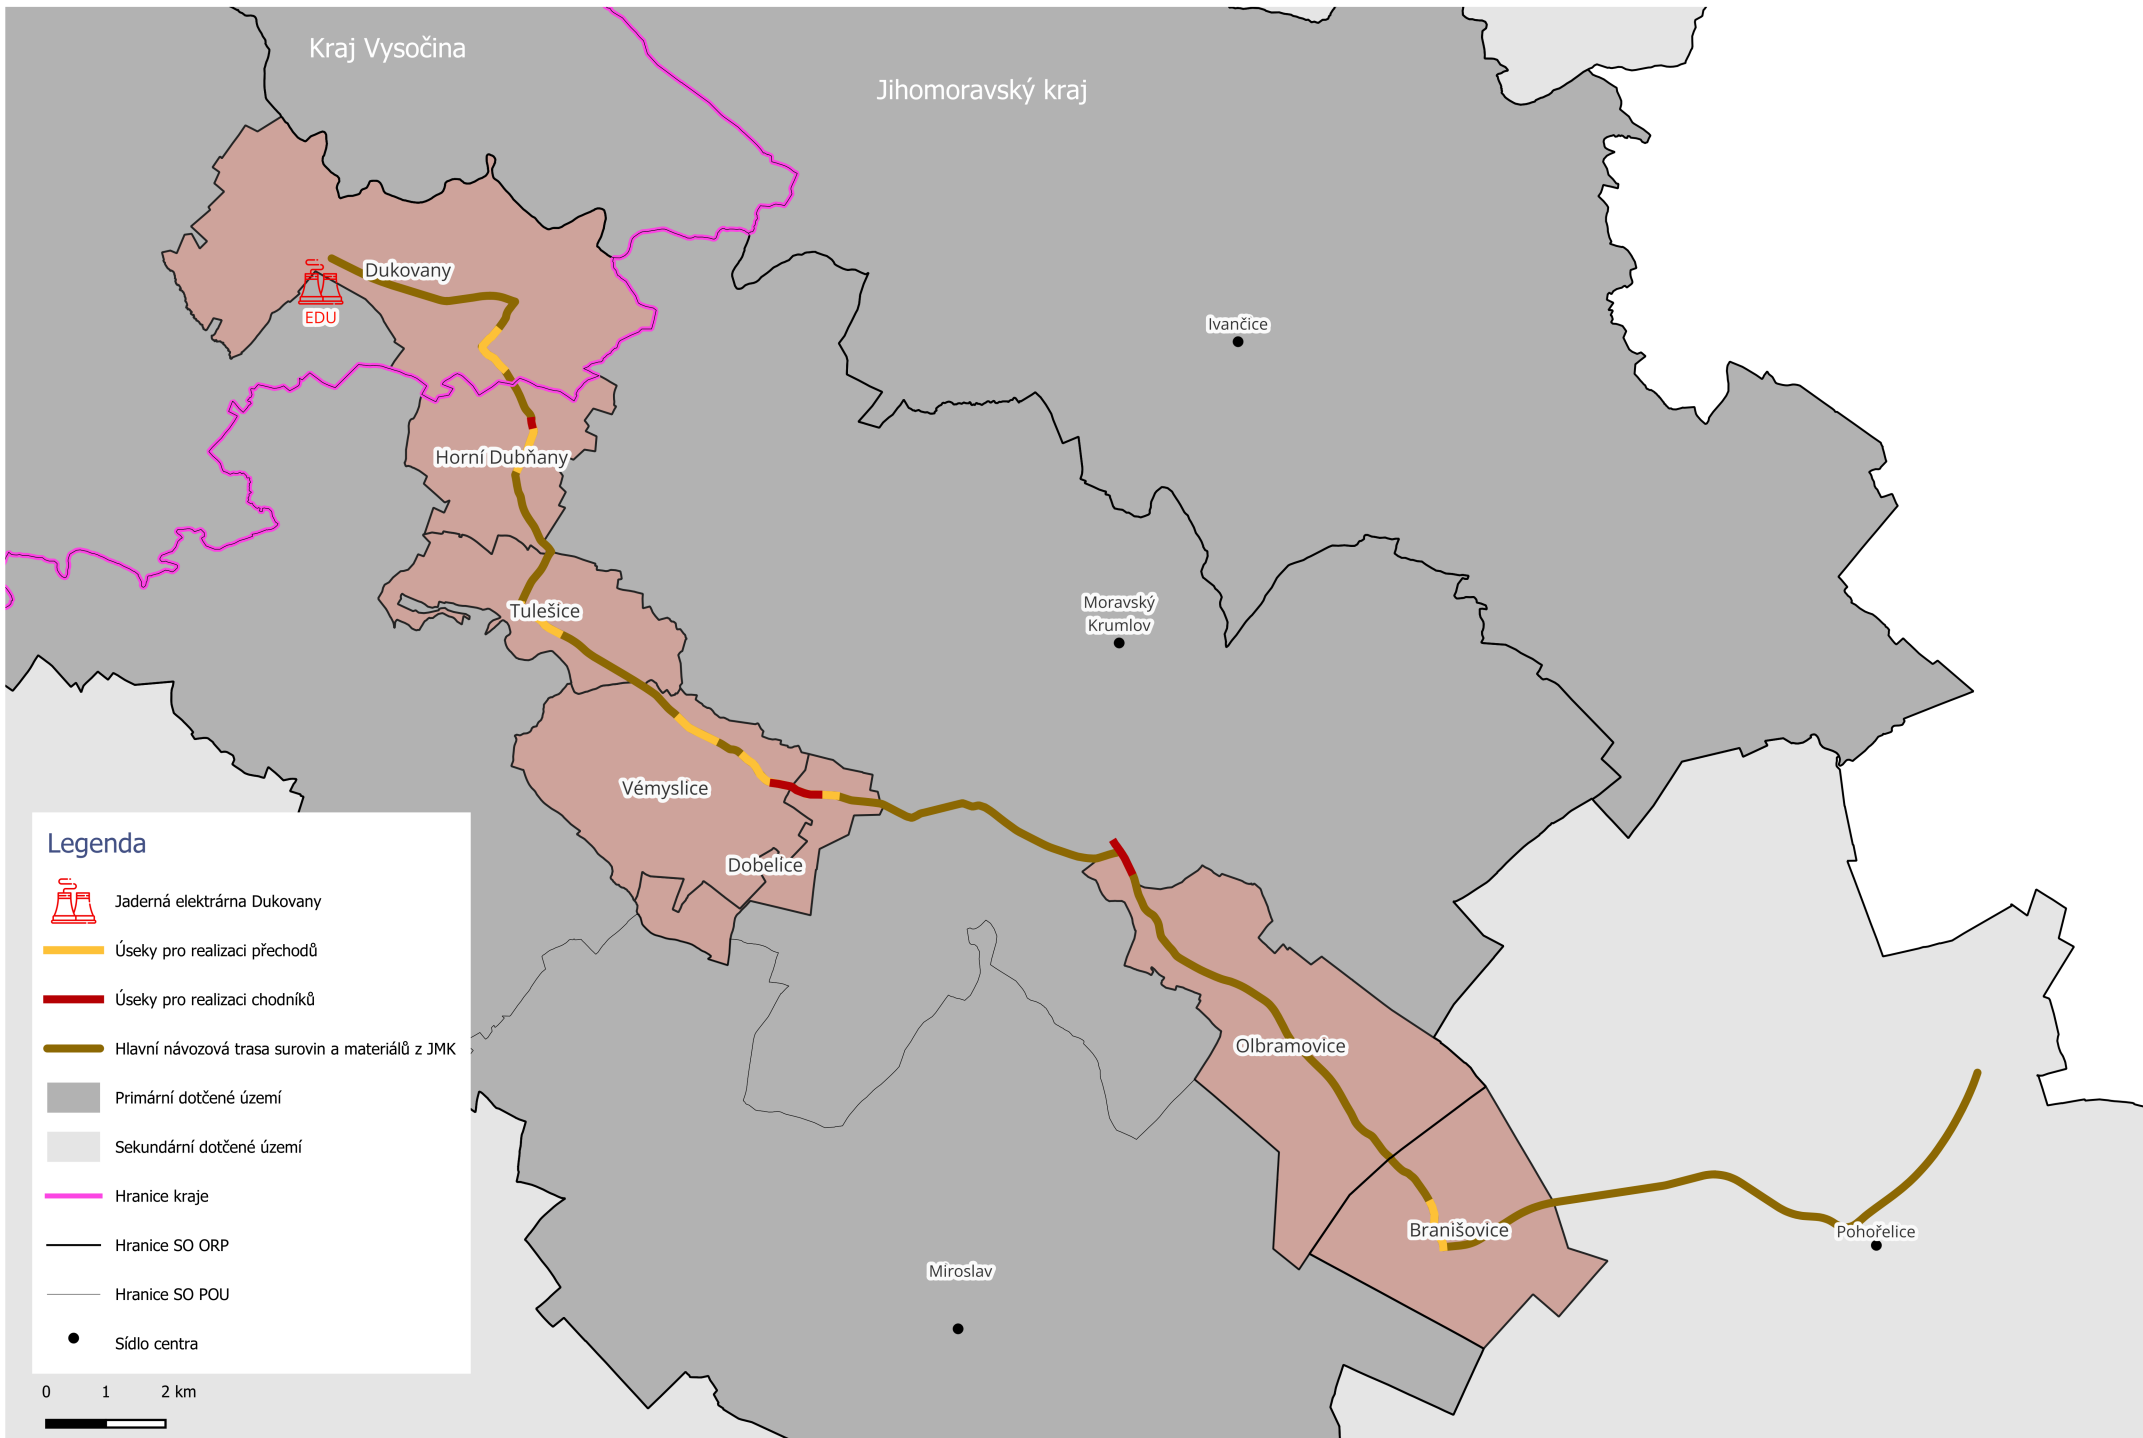 Kraj Vysočina
Jihomoravský kraj
Dukovany
EDU
Ivančice
Horní Dubňany
Moravský
Krumlov
Tulešice
Vémyslice
Dobelice
Olbramovice
Branišovice
Pohořelice
Miroslav
Legenda
Jaderná elektrárna Dukovany
Úseky pro realizaci přechodů
Úseky pro realizaci chodníků
Hlavní návozová trasa surovin a materiálů z JMK
Primární dotčené území
Sekundární dotčené území
Hranice kraje
Hranice SO ORP
Hranice SO POU
Sídlo centra
0 1 2 km